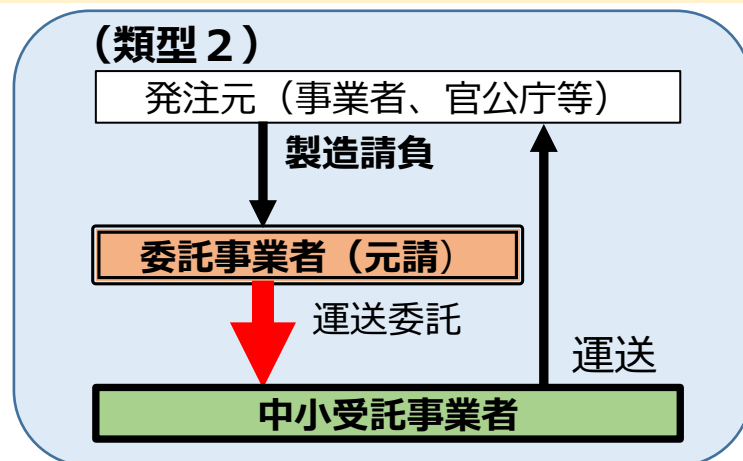 （類型２）
発注元（事業者、官公庁等）
製造請負
委託事業者（元請）
運送委託
運送
中小受託事業者